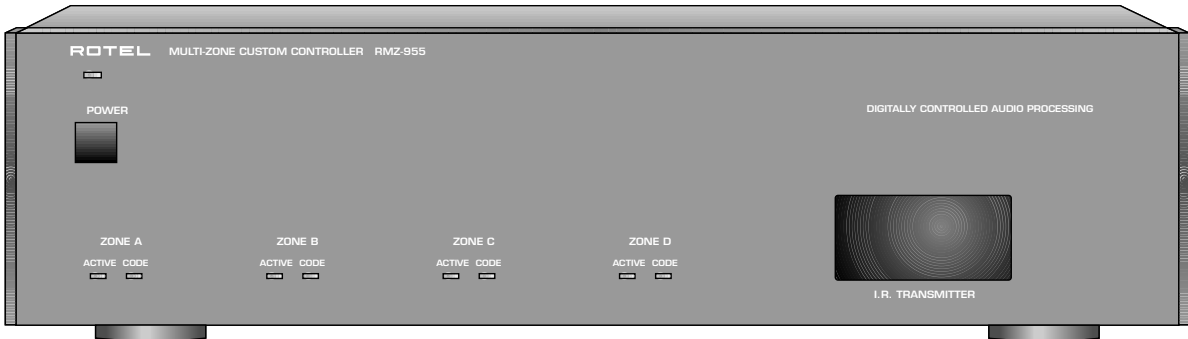 ROTEL MULTI-ZONE CUSTOM CONTROLLER RMZ-955
POWER
DIGITALLY CONTROLLED AUDIO PROCESSING
ZONE A ZONE B ZONE C ZONE D
ACTIVE CODE ACTIVE CODE ACTIVE CODE ACTIVE CODE
I.R. TRANSMITTER